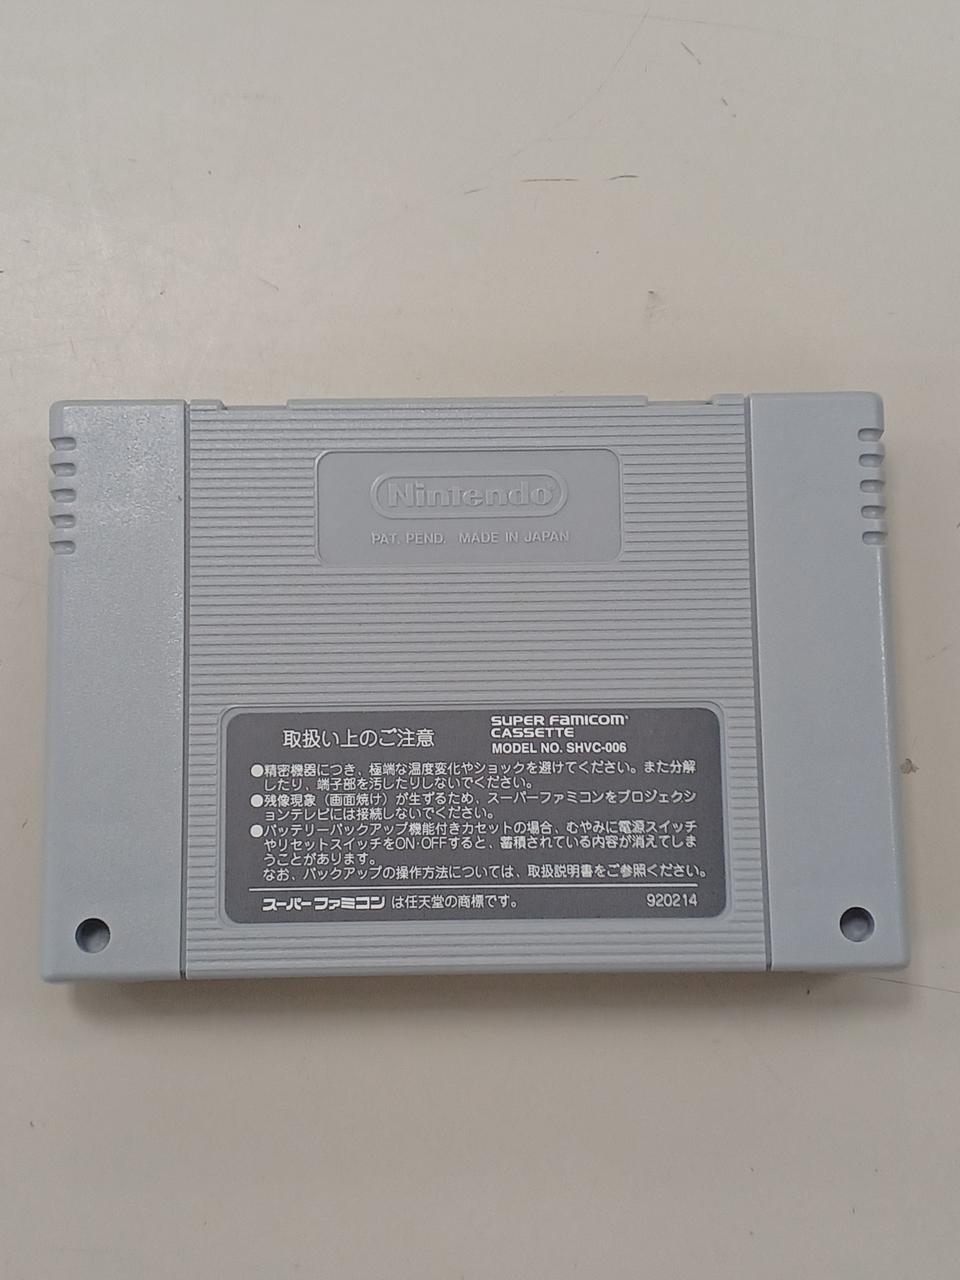 Nintendo
PAT. PEND. MADE IN JAPAN
取扱い上のご注意
SUPER FAMICOM
CASSETTE
MODEL NO. SHVC-006
●精密機器につき、極端な温度変化やショックを避けてください。また分解
したり、端子部を汚したりしないでください。
●残像現象（画面焼け）が生ずるため、スーパーファミコンをプロジェクシ
ョンテレビには接続しないでください。
●バッテリーバックアップ機能付きカセットの場合、むやみに電源スイッチ
やリセットスイッチをON·OFFすると、蓄積されている内容が消えてしま
うことがあります。
なお、バックアップの操作方法については、取扱説明書をご参照ください。
スーパーファミコン は任天堂の商標です。
920214